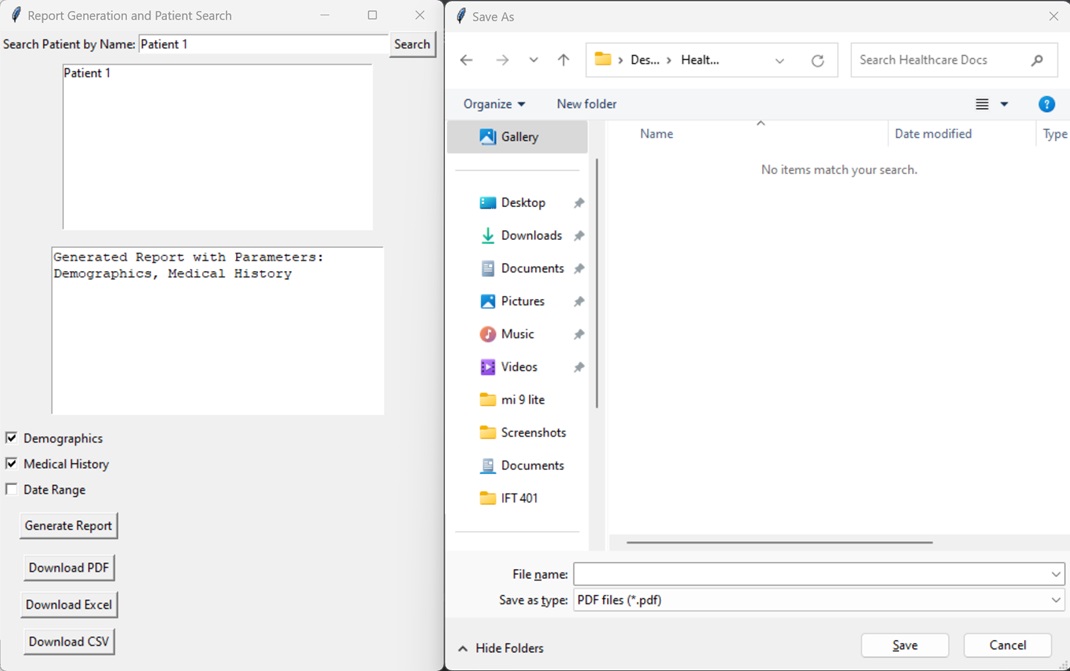 Report Generation and Patient Search
Search Patient by Name: Patient 1 Search
Patient 1
Generated Report with Parameters:
Demographics, Medical History
Demographics
Medical History
Date Range
Generate Report
Download PDF
Download Excel
Download CSV
Save As
Des... Healt...
Search Healthcare Docs
Organize New folder
Gallery
Desktop
Downloads
Documents
Pictures
Music
Videos
mi 9 lite
Screenshots
Documents
IFT 401
Name Date modified Type
No items match your search.
File name:
Save as type: PDF files (*.pdf)
Hide Folders Save Cancel